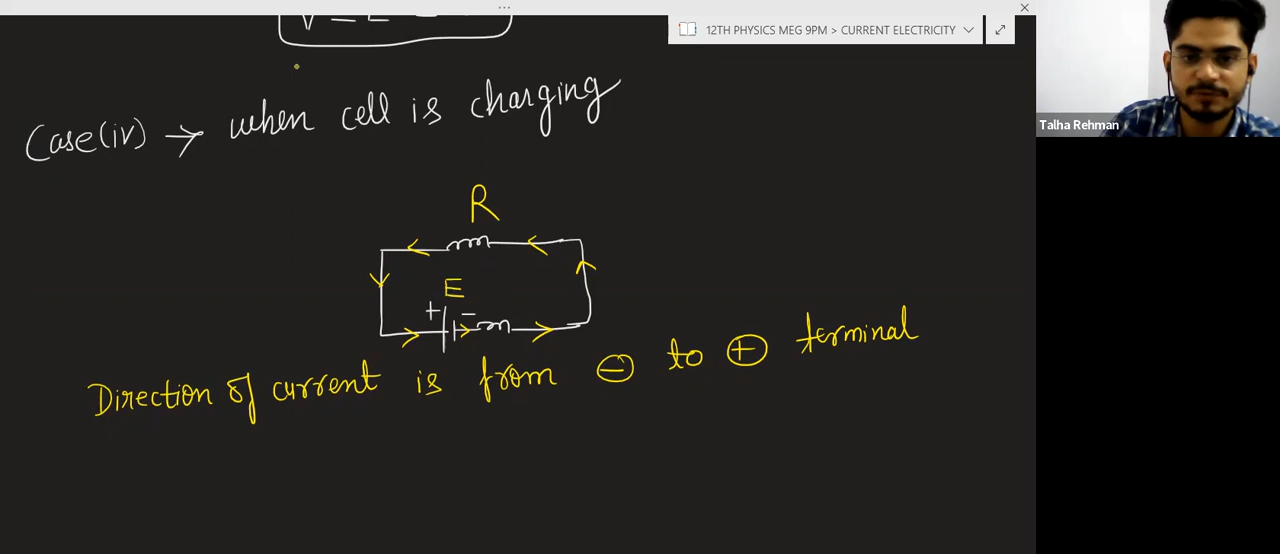 12TH PHYSICS MEG 9PM > CURRENT ELECTRICITY
Talha Rehman
Case(iv) → when cell is charging
R
E
+ -
Direction of current is from ⊖ to ⊕ terminal